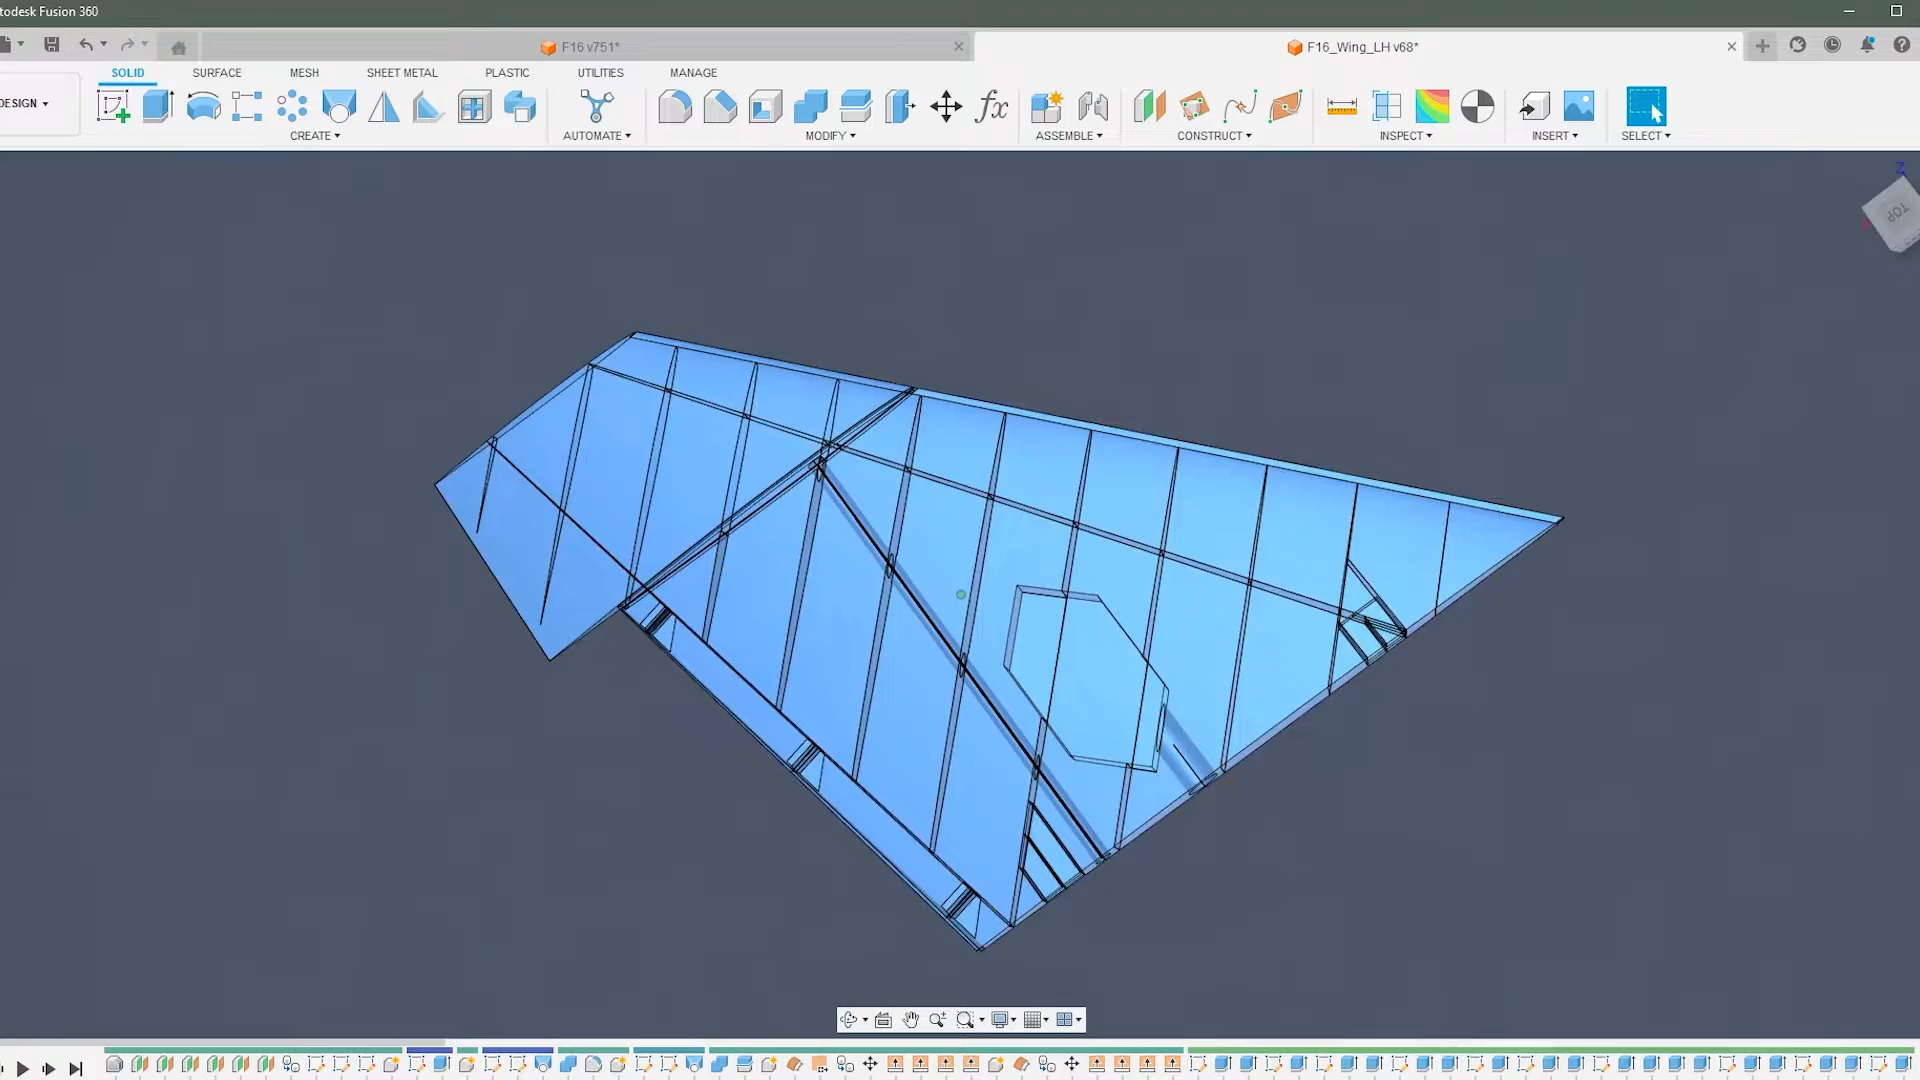 todesk Fusion 360
F16 v751*
F16_Wing_LH v68*
SOLID SURFACE MESH SHEET METAL PLASTIC UTILITIES MANAGE
DESIGN
fx
CREATE AUTOMATE MODIFY ASSEMBLE CONSTRUCT INSPECT INSERT SELECT
Z
TOP